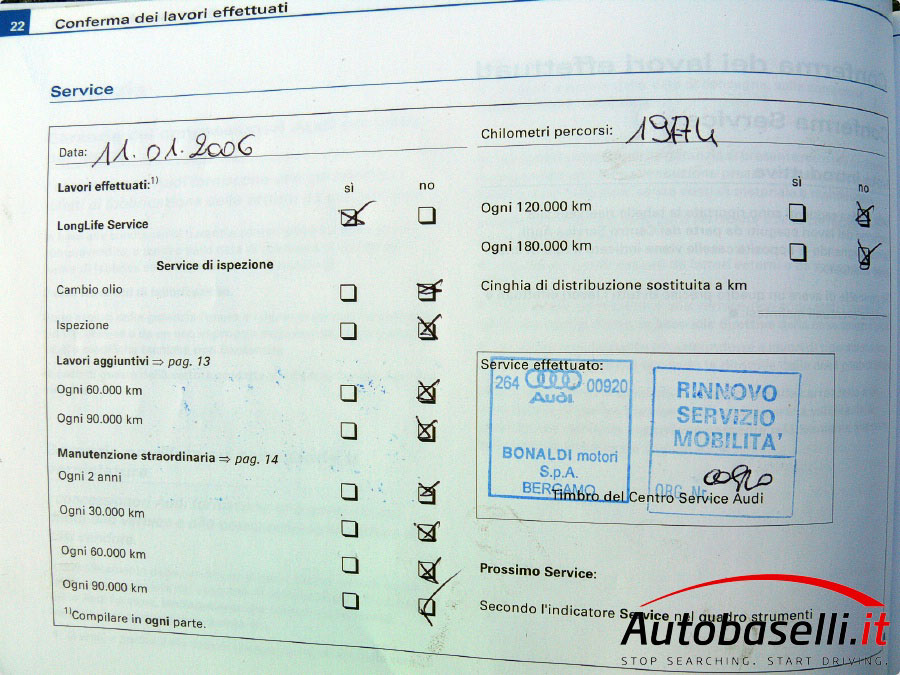 22 Conferma dei lavori effettuati
Service
Data: 11.01.2006
Chilometri percorsi: 19874
Lavori effettuati:1)
sì no
sì no
LongLife Service
Ogni 120.000 km
Ogni 180.000 km
Service di ispezione
Cinghia di distribuzione sostituita a km
Cambio olio
Ispezione
Lavori aggiuntivi ⇒ pag. 13
Ogni 60.000 km
Ogni 90.000 km
Manutenzione straordinaria ⇒ pag. 14
Ogni 2 anni
Ogni 30.000 km
Ogni 60.000 km
Ogni 90.000 km
1)Compilare in ogni parte.
Service effettuato:
264 00920
Audi
BONALDI motori
S.p.A.
BERGAMO
RINNOVO
SERVIZIO
MOBILITA'
ORG. Nr.
Timbro del Centro Service Audi
Prossimo Service:
Secondo l'indicatore Service nel quadro strumenti
Autobaselli.it
STOP SEARCHING. START DRIVING.